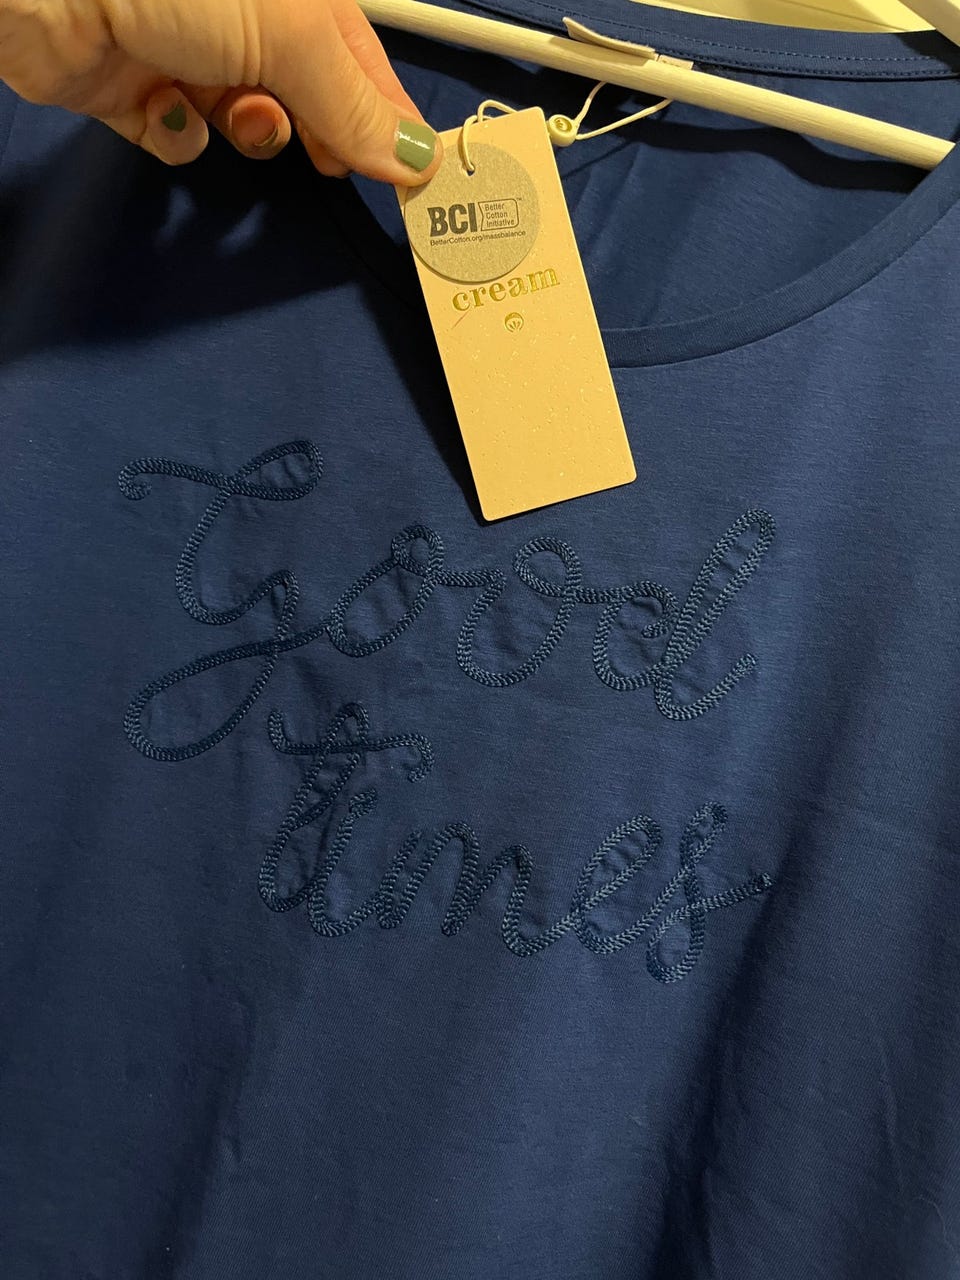 BCI Better
Cotton
Initiative
BetterCotton.org/massbalance
cream
Good
times